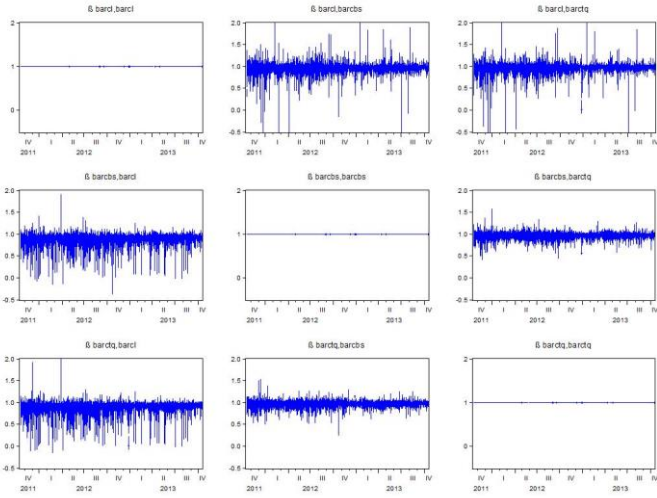 ß barcl,barcl
2
1
0
IV I II III IV I II III IV
2011 2012 2013
ß barcl,barcbs
2.0
1.5
1.0
0.5
0.0
-0.5
IV I II III IV I II III IV
2011 2012 2013
ß barcl,barctq
2.0
1.5
1.0
0.5
0.0
-0.5
IV I II III IV I II III IV
2011 2012 2013
ß barcbs,barcl
2.0
1.5
1.0
0.5
0.0
-0.5
IV I II III IV I II III IV
2011 2012 2013
ß barcbs,barcbs
2
1
0
IV I II III IV I II III IV
2011 2012 2013
ß barcbs,barctq
2.0
1.5
1.0
0.5
0.0
-0.5
IV I II III IV I II III IV
2011 2012 2013
ß barctq,barcl
2.0
1.5
1.0
0.5
0.0
-0.5
IV I II III IV I II III IV
2011 2012 2013
ß barctq,barcbs
2.0
1.5
1.0
0.5
0.0
-0.5
IV I II III IV I II III IV
2011 2012 2013
ß barctq,barctq
2
1
0
IV I II III IV I II III IV
2011 2012 2013